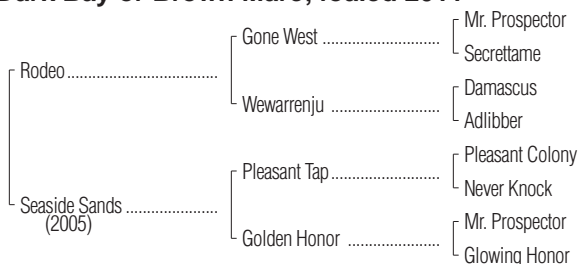 Dark Bay or Brown Mare; foaled
Mr. Prospector
Gone West
Secrettame
Rodeo
Damascus
Wewarrenju
Adlibber
Pleasant Colony
Pleasant Tap
Never Knock
Seaside Sands
(2005)
Mr. Prospector
Golden Honor
Glowing Honor